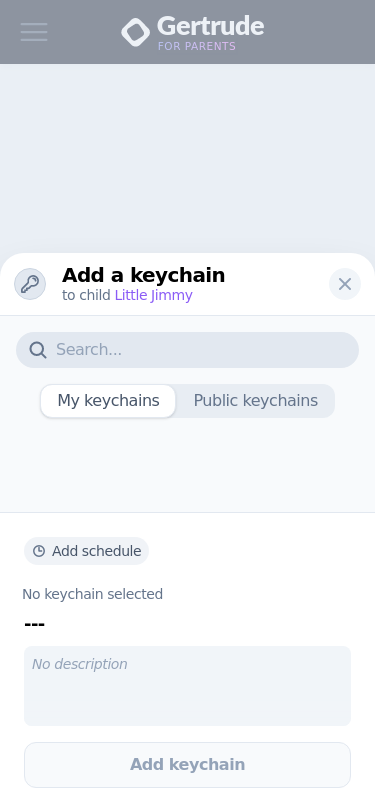 Gertrude
FOR PARENTS
Add a keychain
to child Little Jimmy
Search...
My keychains
Public keychains
Add schedule
No keychain selected
---
No description
Add keychain